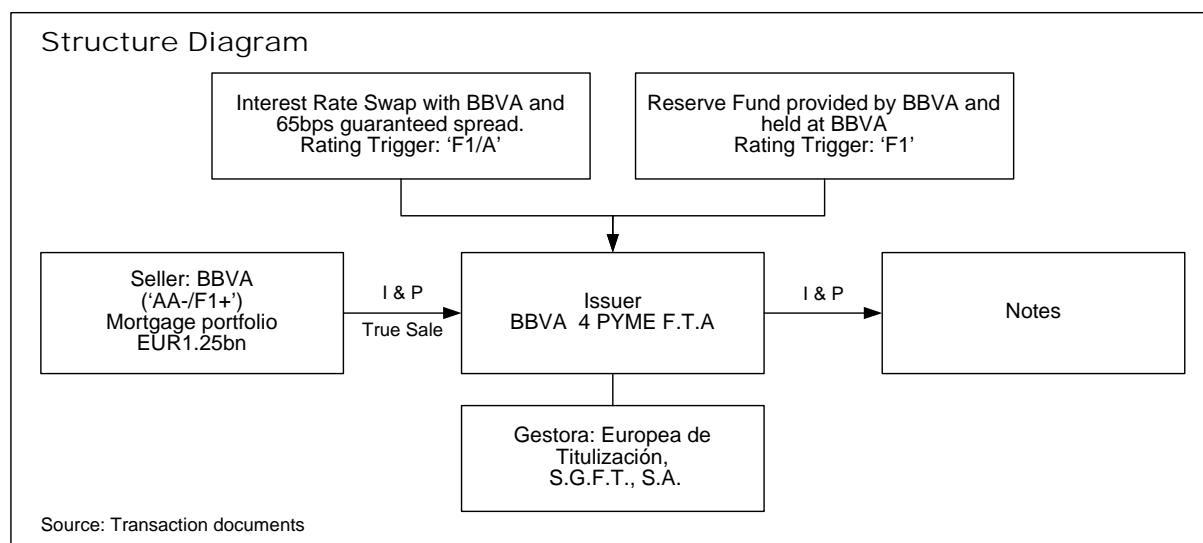 Structure Diagram
Interest Rate Swap with BBVA and
65bps guaranteed spread.
Rating Trigger: ‘F1/A’
Reserve Fund provided by BBVA and
held at BBVA
Rating Trigger: ‘F1’
Seller: BBVA
(‘AA-/F1+’)
Mortgage portfolio
EUR1.25bn
I & P
True Sale
Issuer
BBVA 4 PYME F.T.A
I & P
Notes
Gestora: Europea de
Titulización,
S.G.F.T., S.A.
Source: Transaction documents